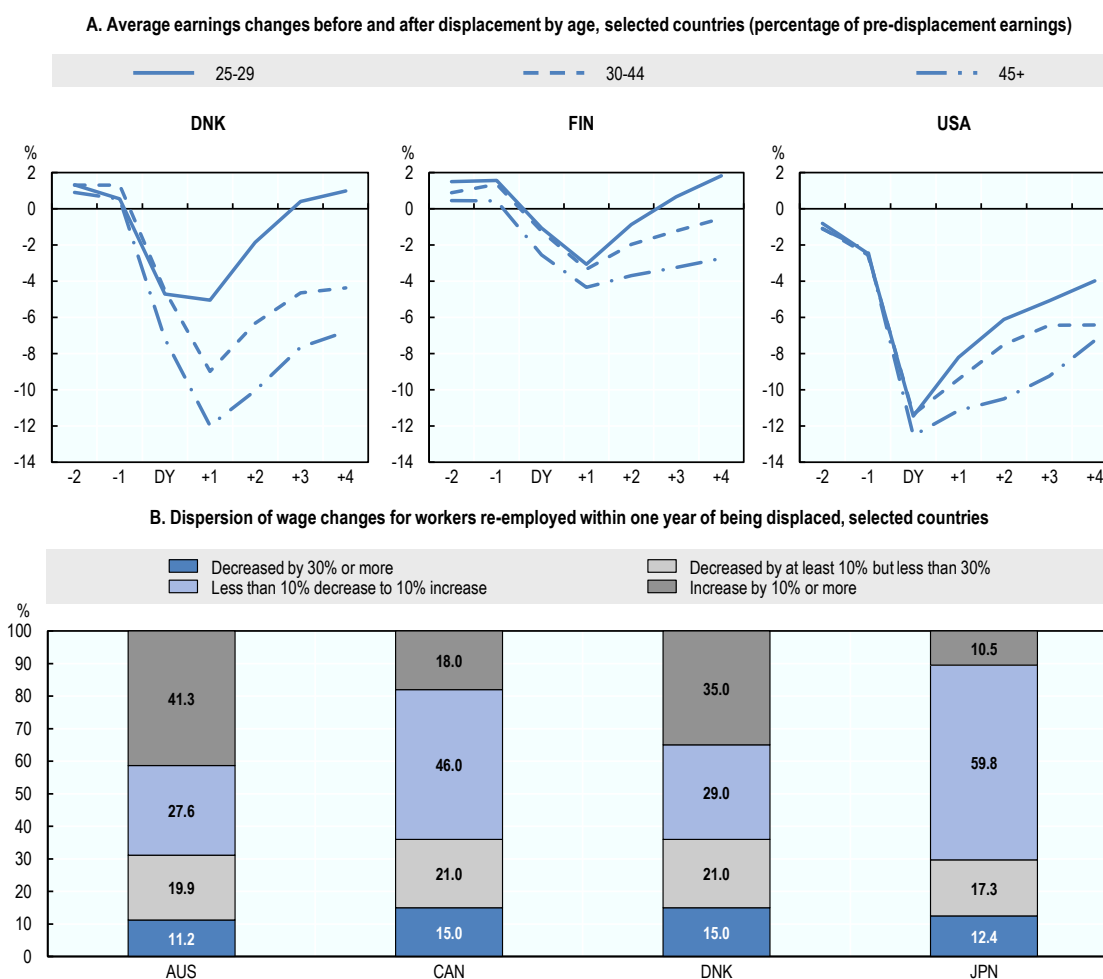 A. Average earnings changes before and after displacement by age, selected countries (percentage of pre-displacement earnings)
25-29 30-44 45+
DNK FIN USA
% % %
2 2 2
0 0 0
-2 -2 -2
-4 -4 -4
-6 -6 -6
-8 -8 -8
-10 -10 -10
-12 -12 -12
-14 -14 -14
-2 -1 DY +1 +2 +3 +4 -2 -1 DY +1 +2 +3 +4 -2 -1 DY +1 +2 +3 +4
B. Dispersion of wage changes for workers re-employed within one year of being displaced, selected countries
Decreased by 30% or more Decreased by at least 10% but less than 30%
Less than 10% decrease to 10% increase Increase by 10% or more
%
100
90
80
70
60
50
40
30
20
10
0
41.3 18.0 35.0 10.5
27.6 46.0 29.0 59.8
19.9 21.0 21.0 17.3
11.2 15.0 15.0 12.4
AUS CAN DNK JPN